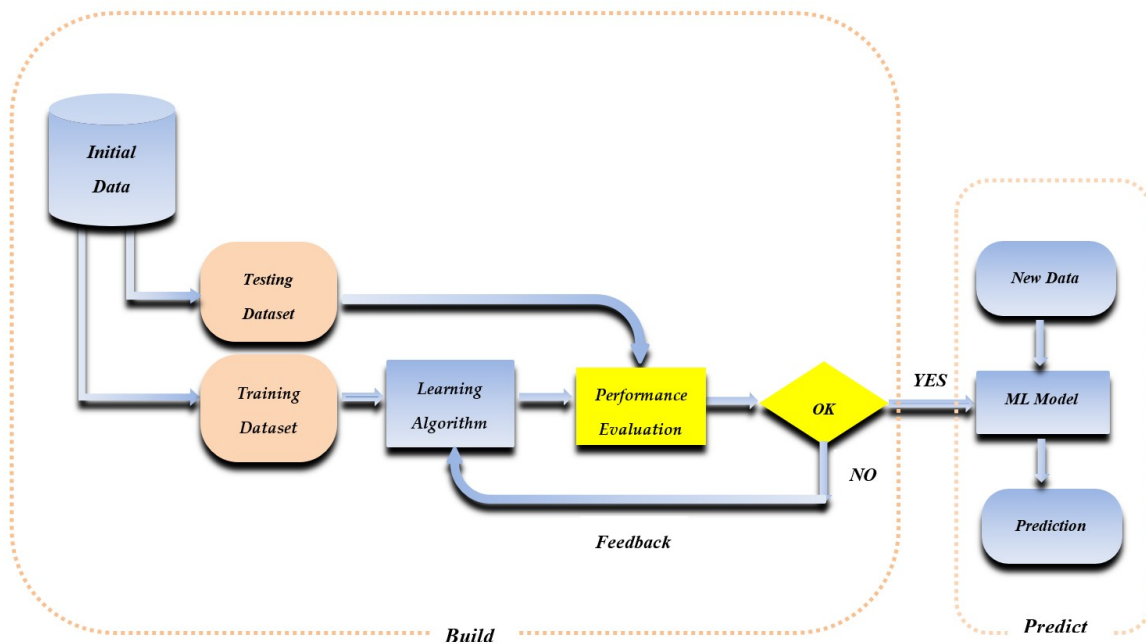 Initial
Data
Testing
Dataset
Training
Dataset
Learning
Algorithm
Performance
Evaluation
OK
YES
NO
Feedback
Build
New Data
ML Model
Prediction
Predict